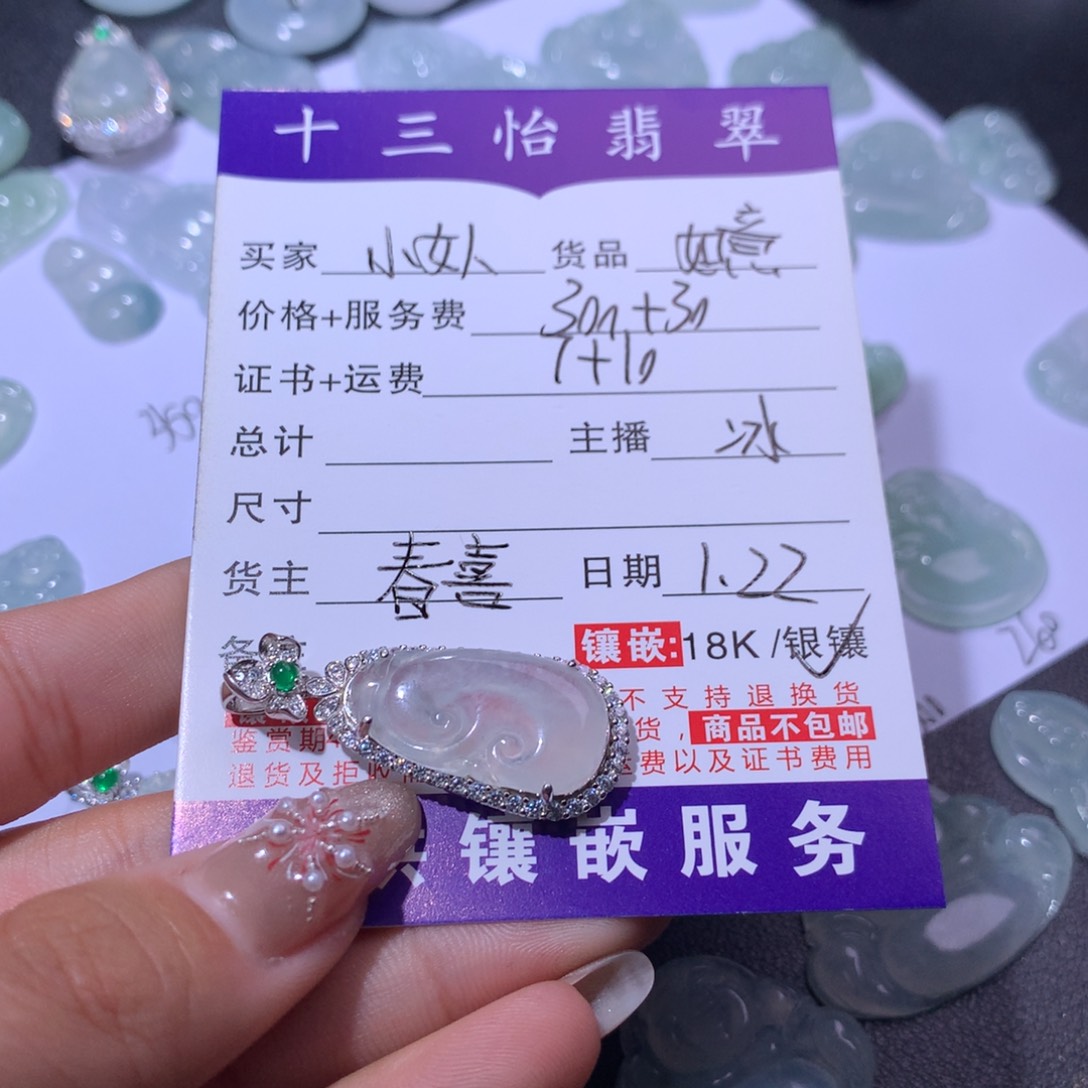 十三怡翡翠
买家 小女人 货品 如意
价格+服务费 300+30
证书+运费 7+10
总计 主播 冰
尺寸
货主 春喜 日期 1.22
镶嵌:18K /银镶 ✓
不支持退换货
鉴赏期 货,商品不包邮
退货及拒收 费以及证书费用
镶嵌服务
260